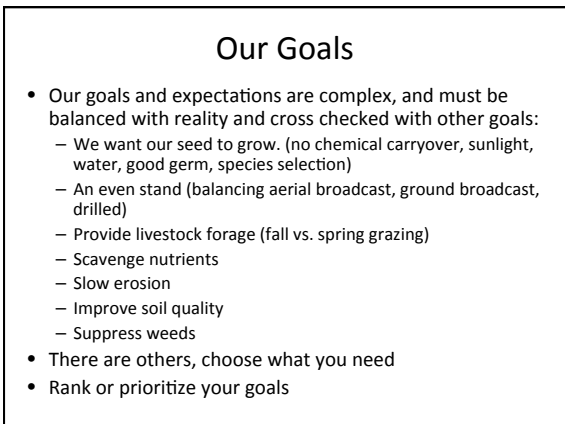 Our Goals
• Our goals and expectations are complex, and must be
balanced with reality and cross checked with other goals:
– We want our seed to grow. (no chemical carryover, sunlight,
water, good germ, species selection)
– An even stand (balancing aerial broadcast, ground broadcast,
drilled)
– Provide livestock forage (fall vs. spring grazing)
– Scavenge nutrients
– Slow erosion
– Improve soil quality
– Suppress weeds
• There are others, choose what you need
• Rank or prioritize your goals